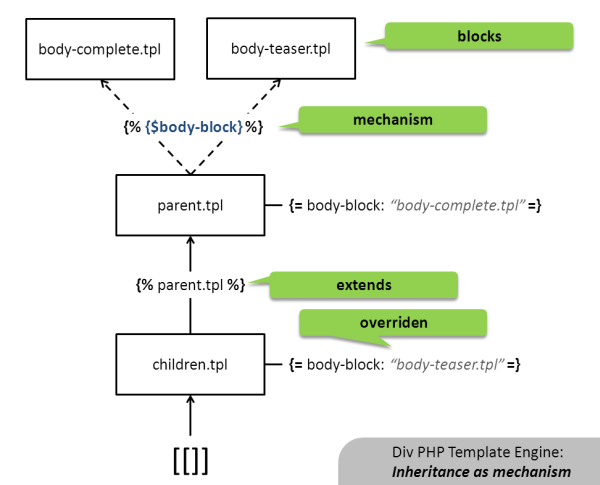 body-complete.tpl
body-teaser.tpl
blocks
{% {$body-block} %}
mechanism
parent.tpl
{= body-block: “body-complete.tpl” =}
{% parent.tpl %}
extends
overriden
children.tpl
{= body-block: “body-teaser.tpl” =}
[[]]
Div PHP Template Engine:
Inheritance as mechanism